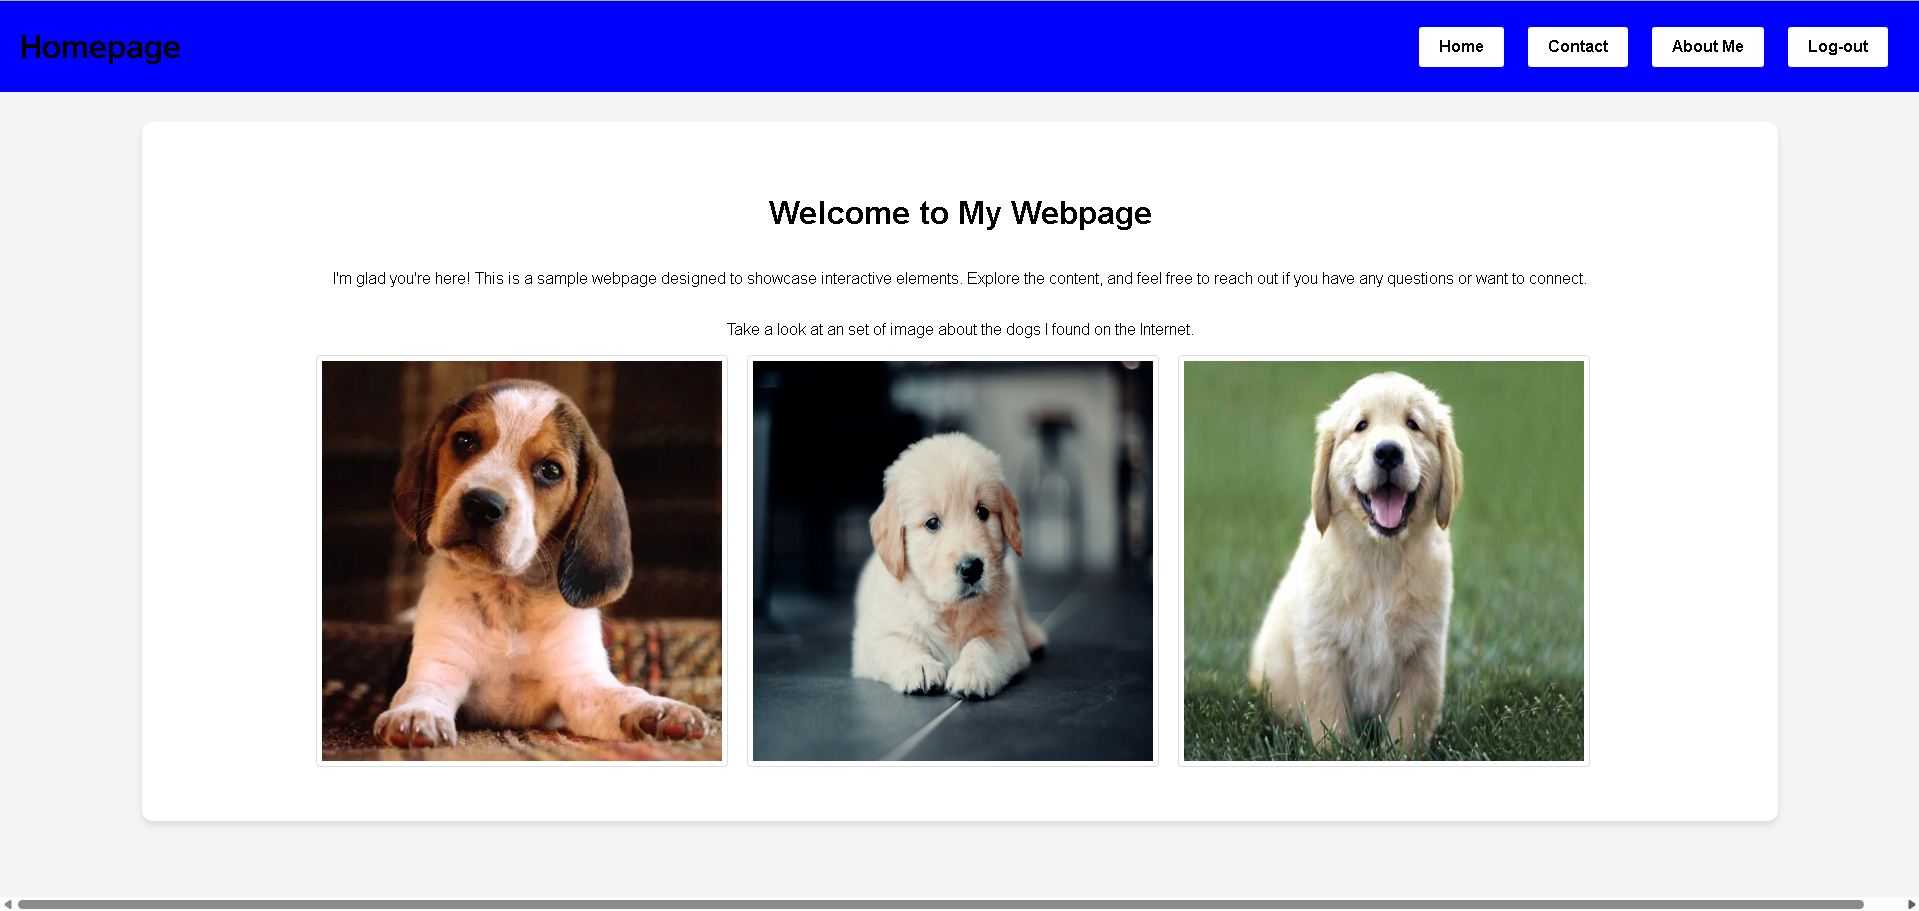 Homepage
Home
Contact
About Me
Log-out
Welcome to My Webpage
I'm glad you're here! This is a sample webpage designed to showcase interactive elements. Explore the content, and feel free to reach out if you have any questions or want to connect.
Take a look at an set of image about the dogs I found on the Internet.